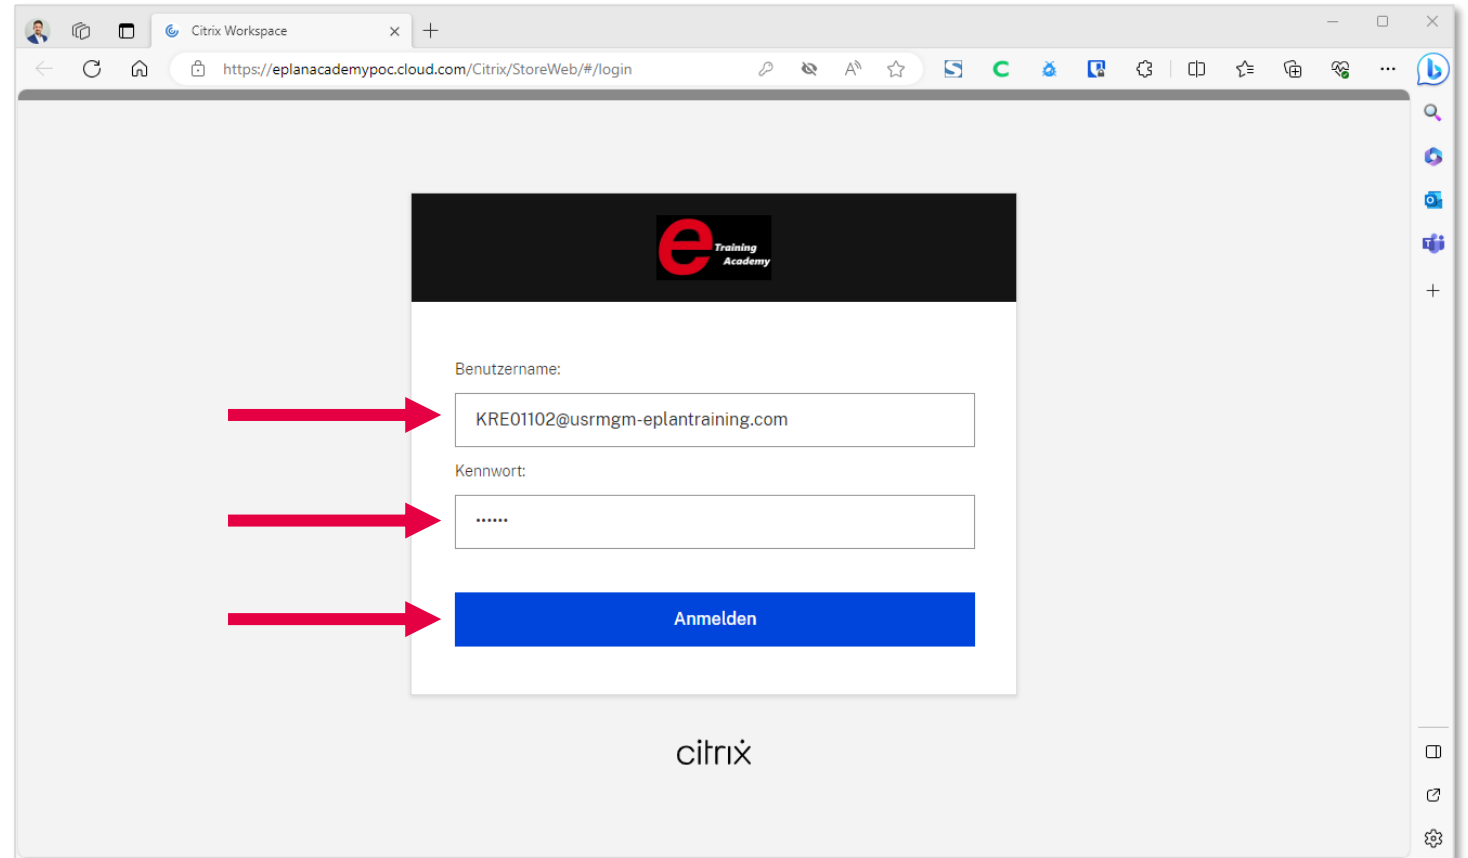 Citrix Workspace
https://eplanacademypoc.cloud.com/Citrix/StoreWeb/#/login
e Training
Academy
Benutzername:
KRE01102@usrmgm-eplantraining.com
Kennwort:
••••••
Anmelden
citrix